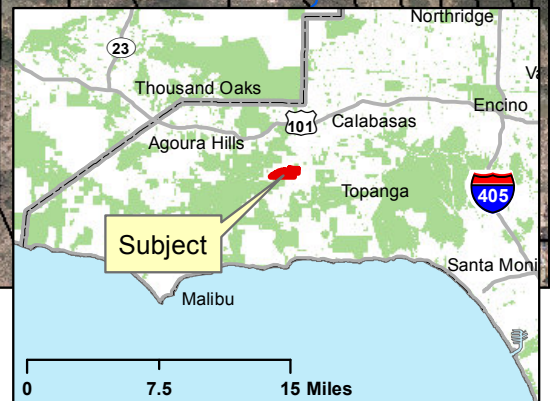 Northridge
23
Va
Thousand Oaks
Encino
101
Calabasas
Agoura Hills
Topanga
405
Subject
Santa Moni
Malibu
0 7.5 15 Miles